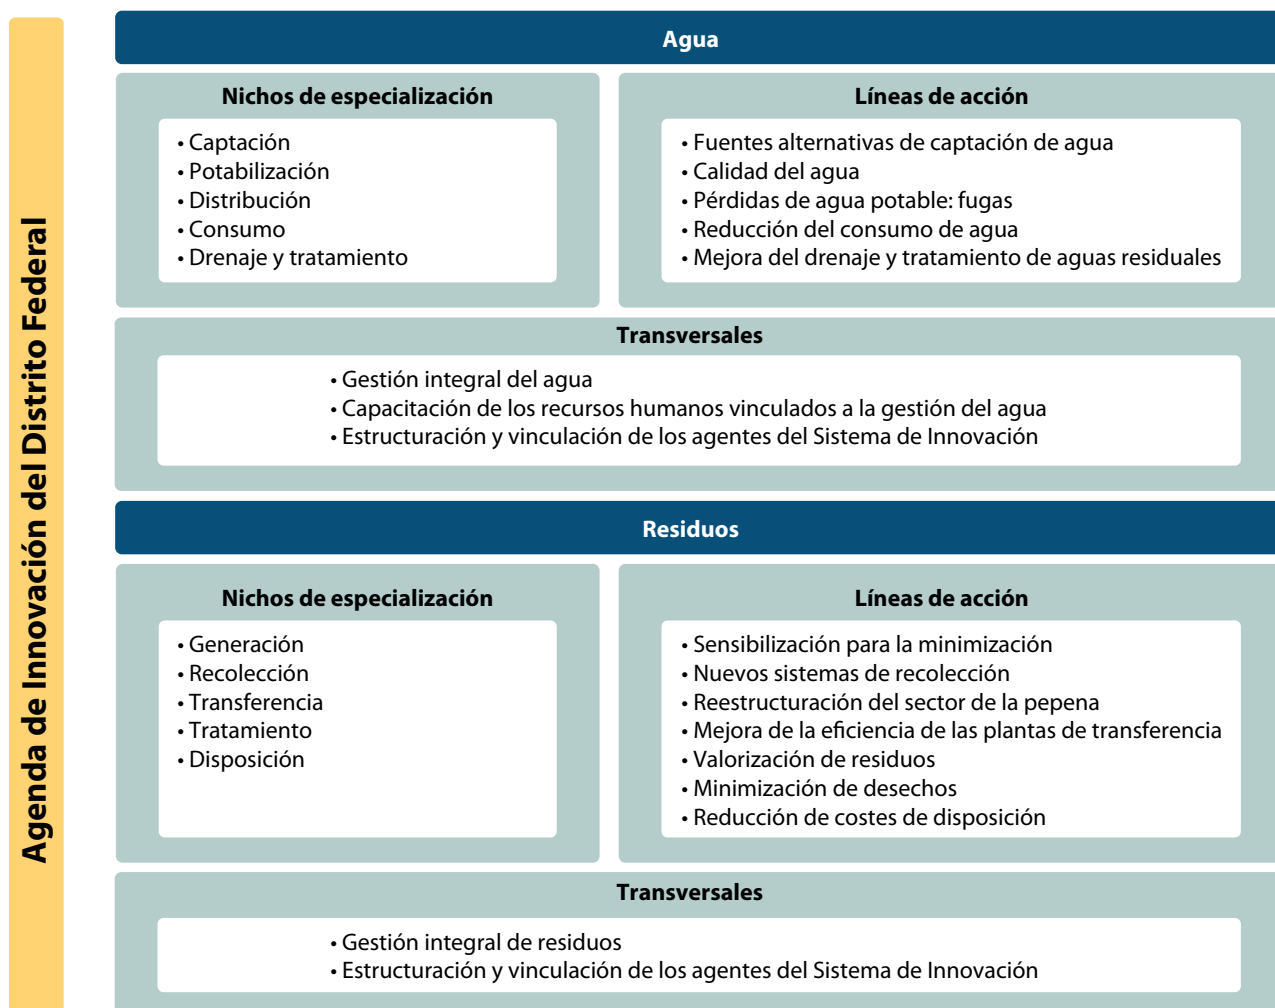 Agenda de Innovación del Distrito Federal
Agua
Nichos de especialización
• Captación
• Potabilización
• Distribución
• Consumo
• Drenaje y tratamiento
Líneas de acción
• Fuentes alternativas de captación de agua
• Calidad del agua
• Pérdidas de agua potable: fugas
• Reducción del consumo de agua
• Mejora del drenaje y tratamiento de aguas residuales
Transversales
• Gestión integral del agua
• Capacitación de los recursos humanos vinculados a la gestión del agua
• Estructuración y vinculación de los agentes del Sistema de Innovación
Residuos
Nichos de especialización
• Generación
• Recolección
• Transferencia
• Tratamiento
• Disposición
Líneas de acción
• Sensibilización para la minimización
• Nuevos sistemas de recolección
• Reestructuración del sector de la pepena
• Mejora de la eficiencia de las plantas de transferencia
• Valorización de residuos
• Minimización de desechos
• Reducción de costes de disposición
Transversales
• Gestión integral de residuos
• Estructuración y vinculación de los agentes del Sistema de Innovación